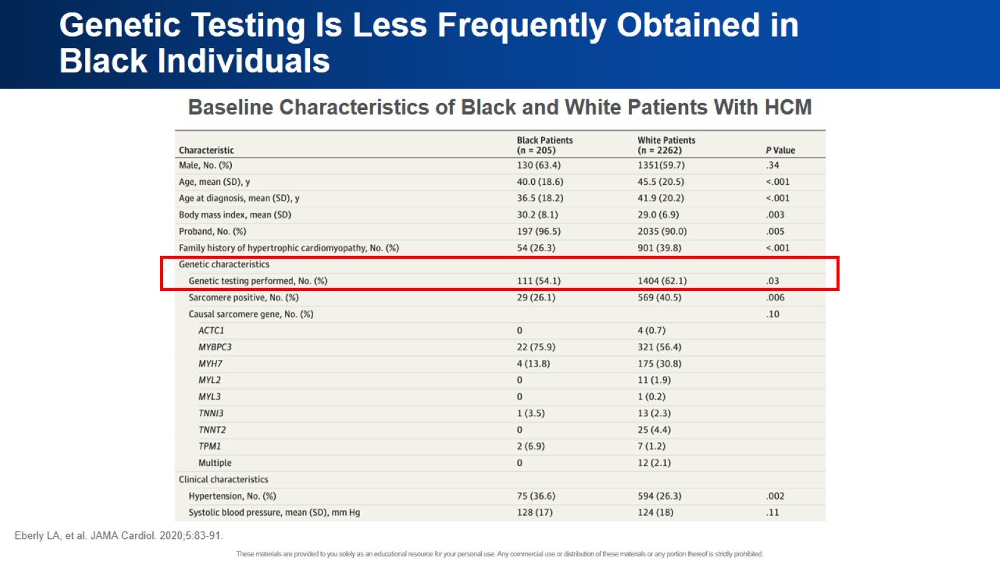 Genetic Testing Is Less Frequently Obtained in
Black Individuals
Baseline Characteristics of Black and White Patients With HCM
Characteristic Black Patients (n = 205) White Patients (n = 2262) P Value
Male, No. (%) 130 (63.4) 1351(59.7) .34
Age, mean (SD), y 40.0 (18.6) 45.5 (20.5) <.001
Age at diagnosis, mean (SD), y 36.5 (18.2) 41.9 (20.2) <.001
Body mass index, mean (SD) 30.2 (8.1) 29.0 (6.9) .003
Proband, No. (%) 197 (96.5) 2035 (90.0) .005
Family history of hypertrophic cardiomyopathy, No. (%) 54 (26.3) 901 (39.8) <.001
Genetic characteristics
Genetic testing performed, No. (%) 111 (54.1) 1404 (62.1) .03
Sarcomere positive, No. (%) 29 (26.1) 569 (40.5) .006
Causal sarcomere gene, No. (%) .10
ACTC1 0 4 (0.7)
MYBPC3 22 (75.9) 321 (56.4)
MYH7 4 (13.8) 175 (30.8)
MYL2 0 11 (1.9)
MYL3 0 1 (0.2)
TNNI3 1 (3.5) 13 (2.3)
TNNT2 0 25 (4.4)
TPM1 2 (6.9) 7 (1.2)
Multiple 0 12 (2.1)
Clinical characteristics
Hypertension, No. (%) 75 (36.6) 594 (26.3) .002
Systolic blood pressure, mean (SD), mm Hg 128 (17) 124 (18) .11
Eberly LA, et al. JAMA Cardiol. 2020;5:83-91.
These materials are provided to you solely as an educational resource for your personal use. Any commercial use or distribution of these materials or any portion thereof is strictly prohibited.